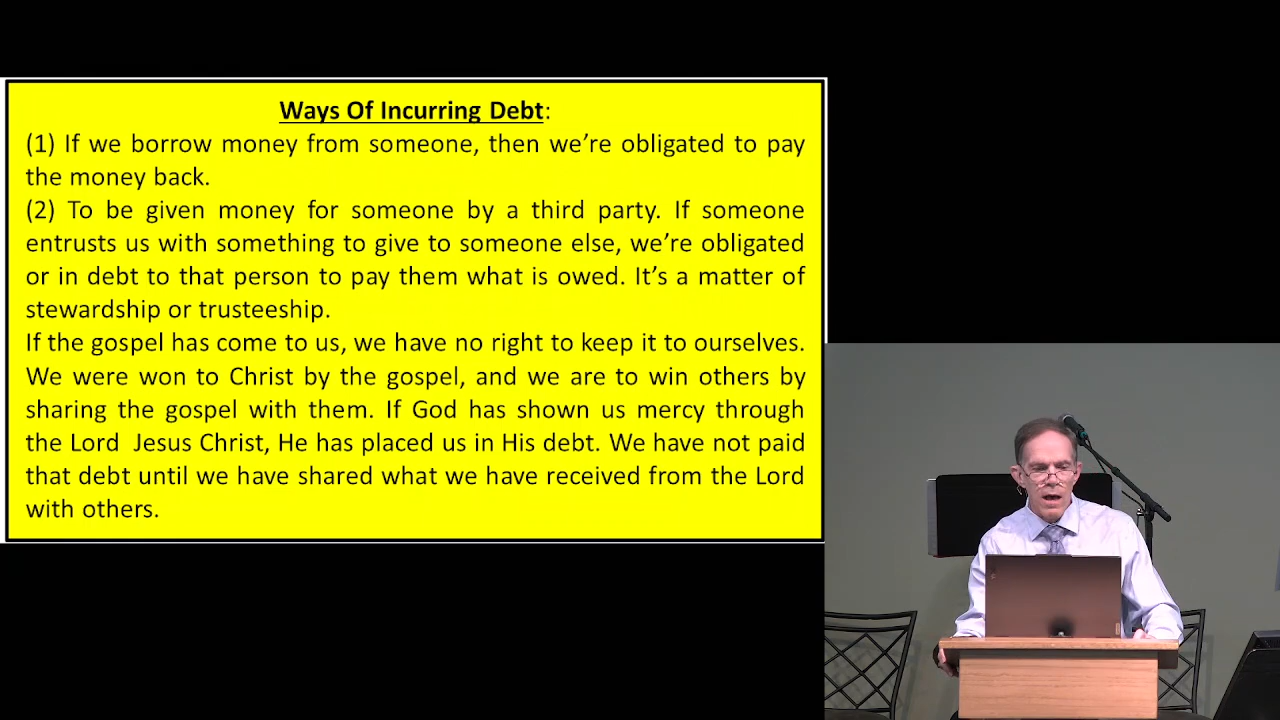 Ways Of Incurring Debt:
(1) If we borrow money from someone, then we’re obligated to pay
the money back.
(2) To be given money for someone by a third party. If someone
entrusts us with something to give to someone else, we’re obligated
or in debt to that person to pay them what is owed. It’s a matter of
stewardship or trusteeship.
If the gospel has come to us, we have no right to keep it to ourselves.
We were won to Christ by the gospel, and we are to win others by
sharing the gospel with them. If God has shown us mercy through
the Lord  Jesus Christ, He has placed us in His debt. We have not paid
that debt until we have shared what we have received from the Lord
with others.